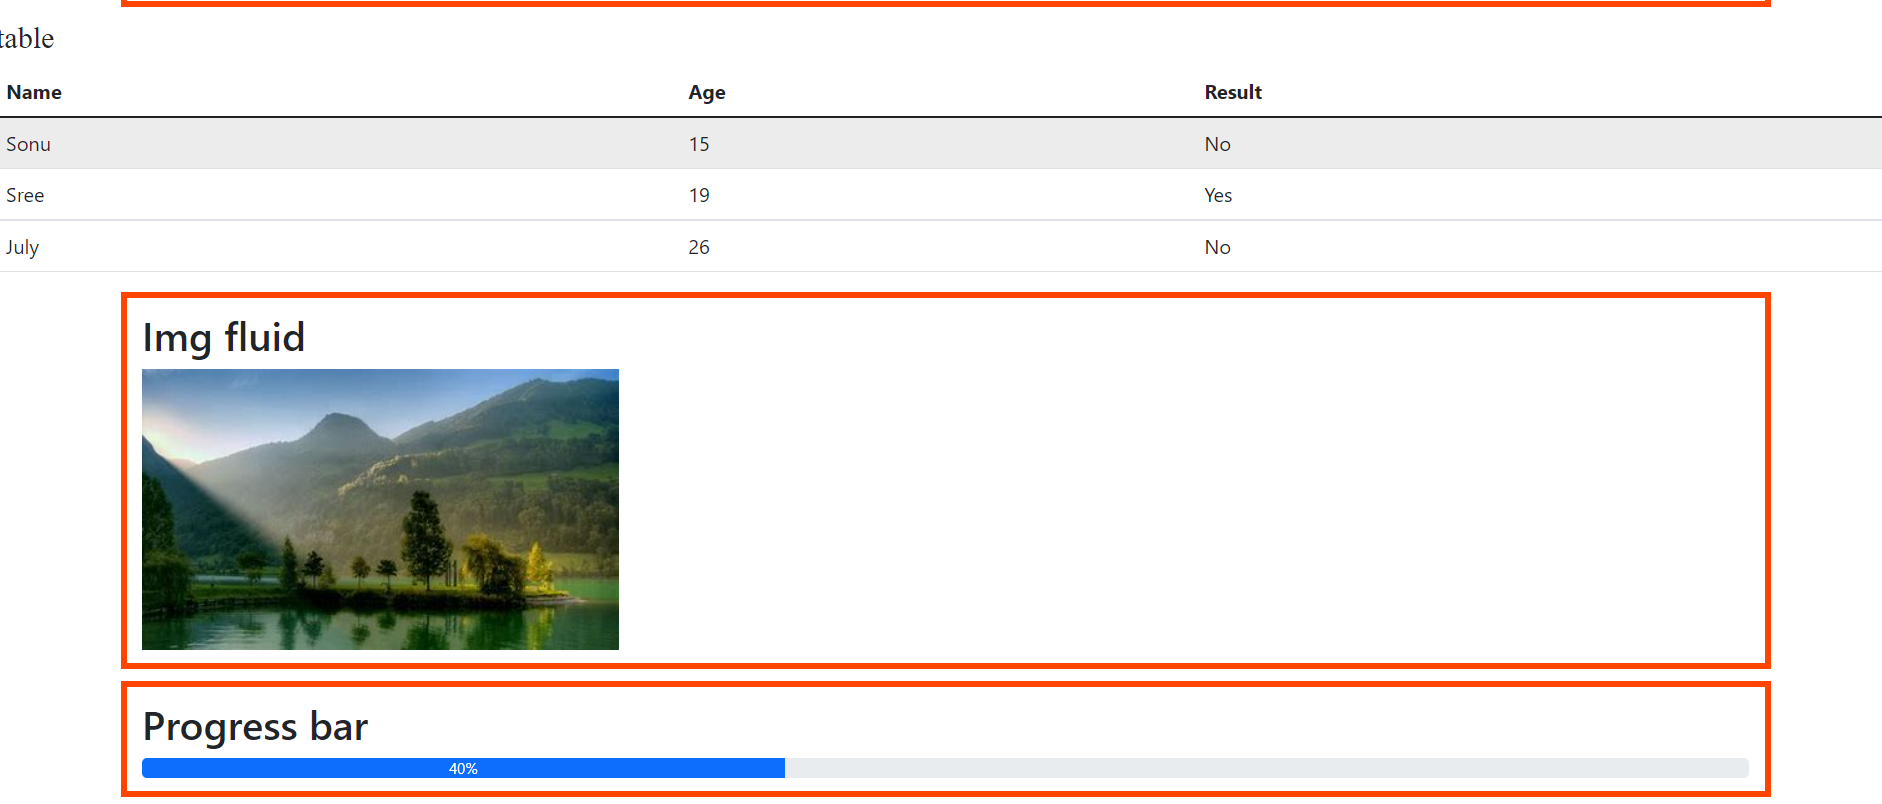 table
Name Age Result
Sonu 15 No
Sree 19 Yes
July 26 No
Img fluid
Progress bar
40%